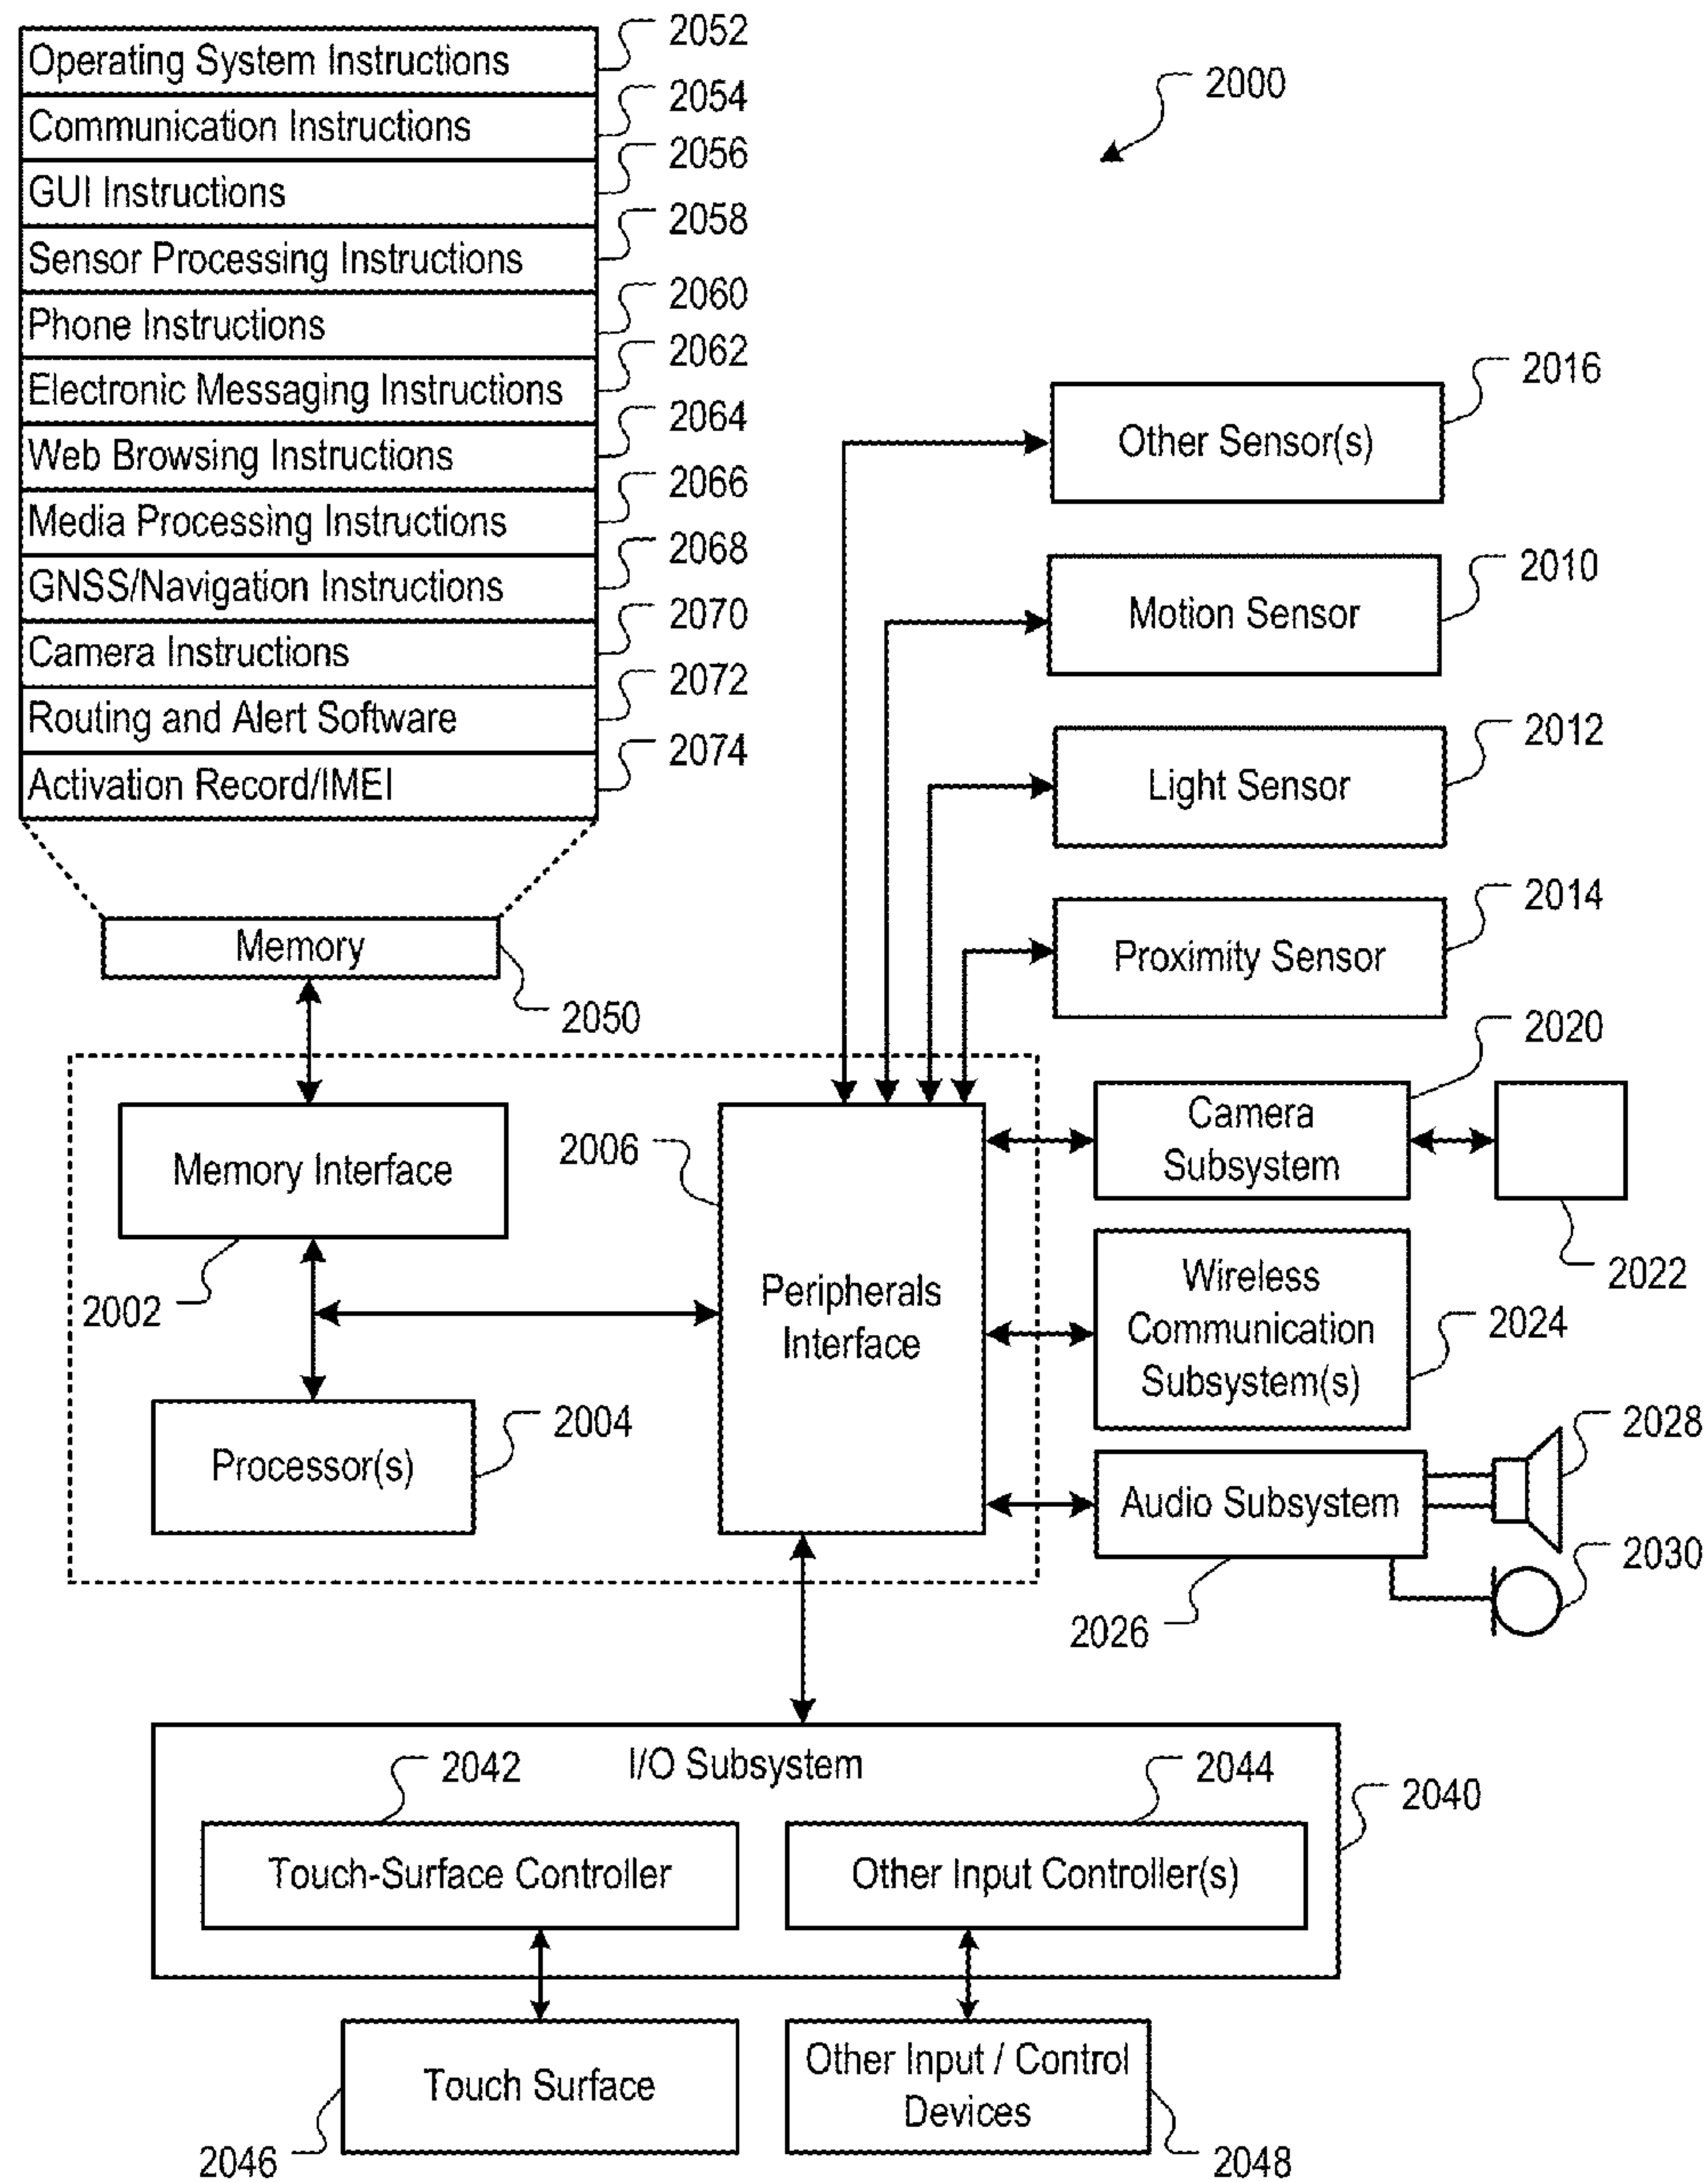 2052
Operating System Instructions
2000
2054
Communication Instructions
2056
GUI Instructions
2058
Sensor Processing Instructions
2060
Phone Instructions
2062
Electronic Messaging Instructions
2064
Web Browsing Instructions
2066
Media Processing Instructions
2068
GNSS/Navigation Instructions
2070
Camera Instructions
2072
Routing and Alert Software
2074
Activation Record/IMEI
2016
Other Sensor(s)
2010
Motion Sensor
2012
Light Sensor
2014
Proximity Sensor
Memory
2050
2020
Camera
Subsystem
2022
2006
Memory Interface
2002
Peripherals
Interface
Wireless
Communication
Subsystem(s)
2024
2004
Processor(s)
2028
Audio Subsystem
2030
2026
2042
I/O Subsystem
2044
2040
Touch-Surface Controller
Other Input Controller(s)
Touch Surface
Other Input / Control
Devices
2046
2048